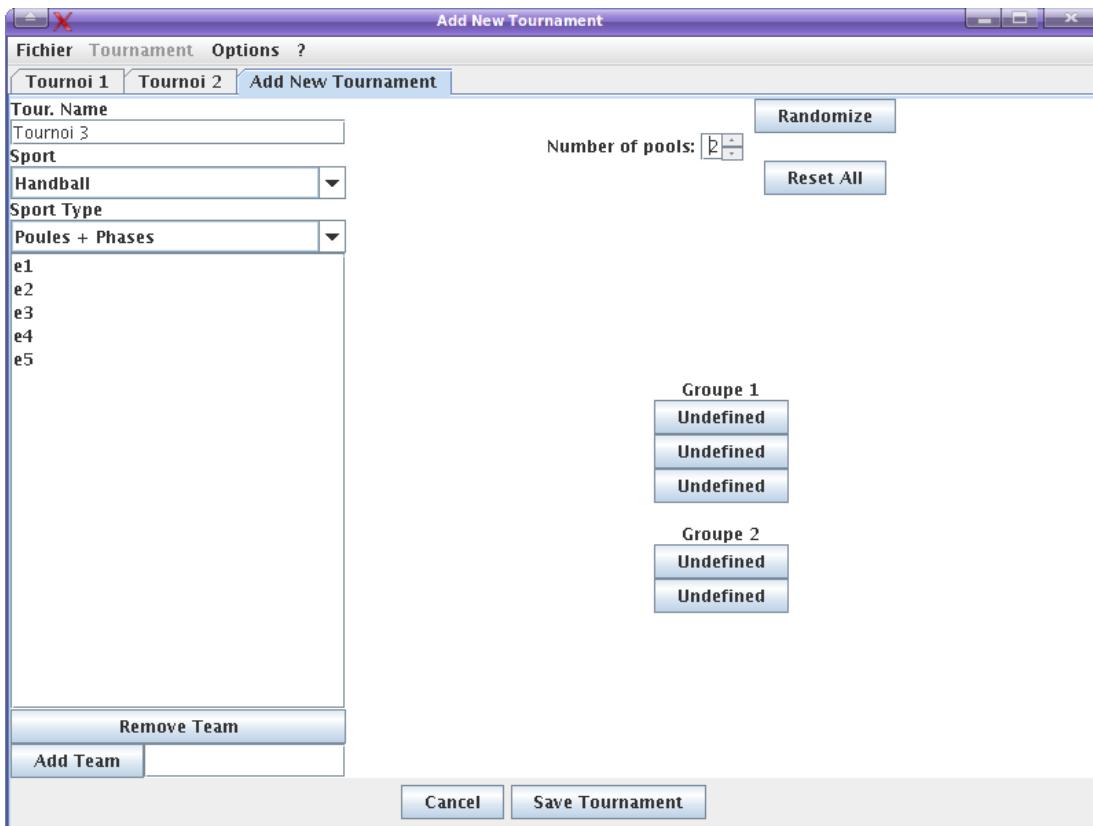 Add New Tournament
Fichier Tournament Options ?
Tournoi 1 Tournoi 2 Add New Tournament
Tour. Name
Tournoi 3
Sport
Handball
Sport Type
Poules + Phases
e1
e2
e3
e4
e5
Remove Team
Add Team
Randomize
Number of pools: 2
Reset All
Groupe 1
Undefined
Undefined
Undefined
Groupe 2
Undefined
Undefined
Cancel Save Tournament